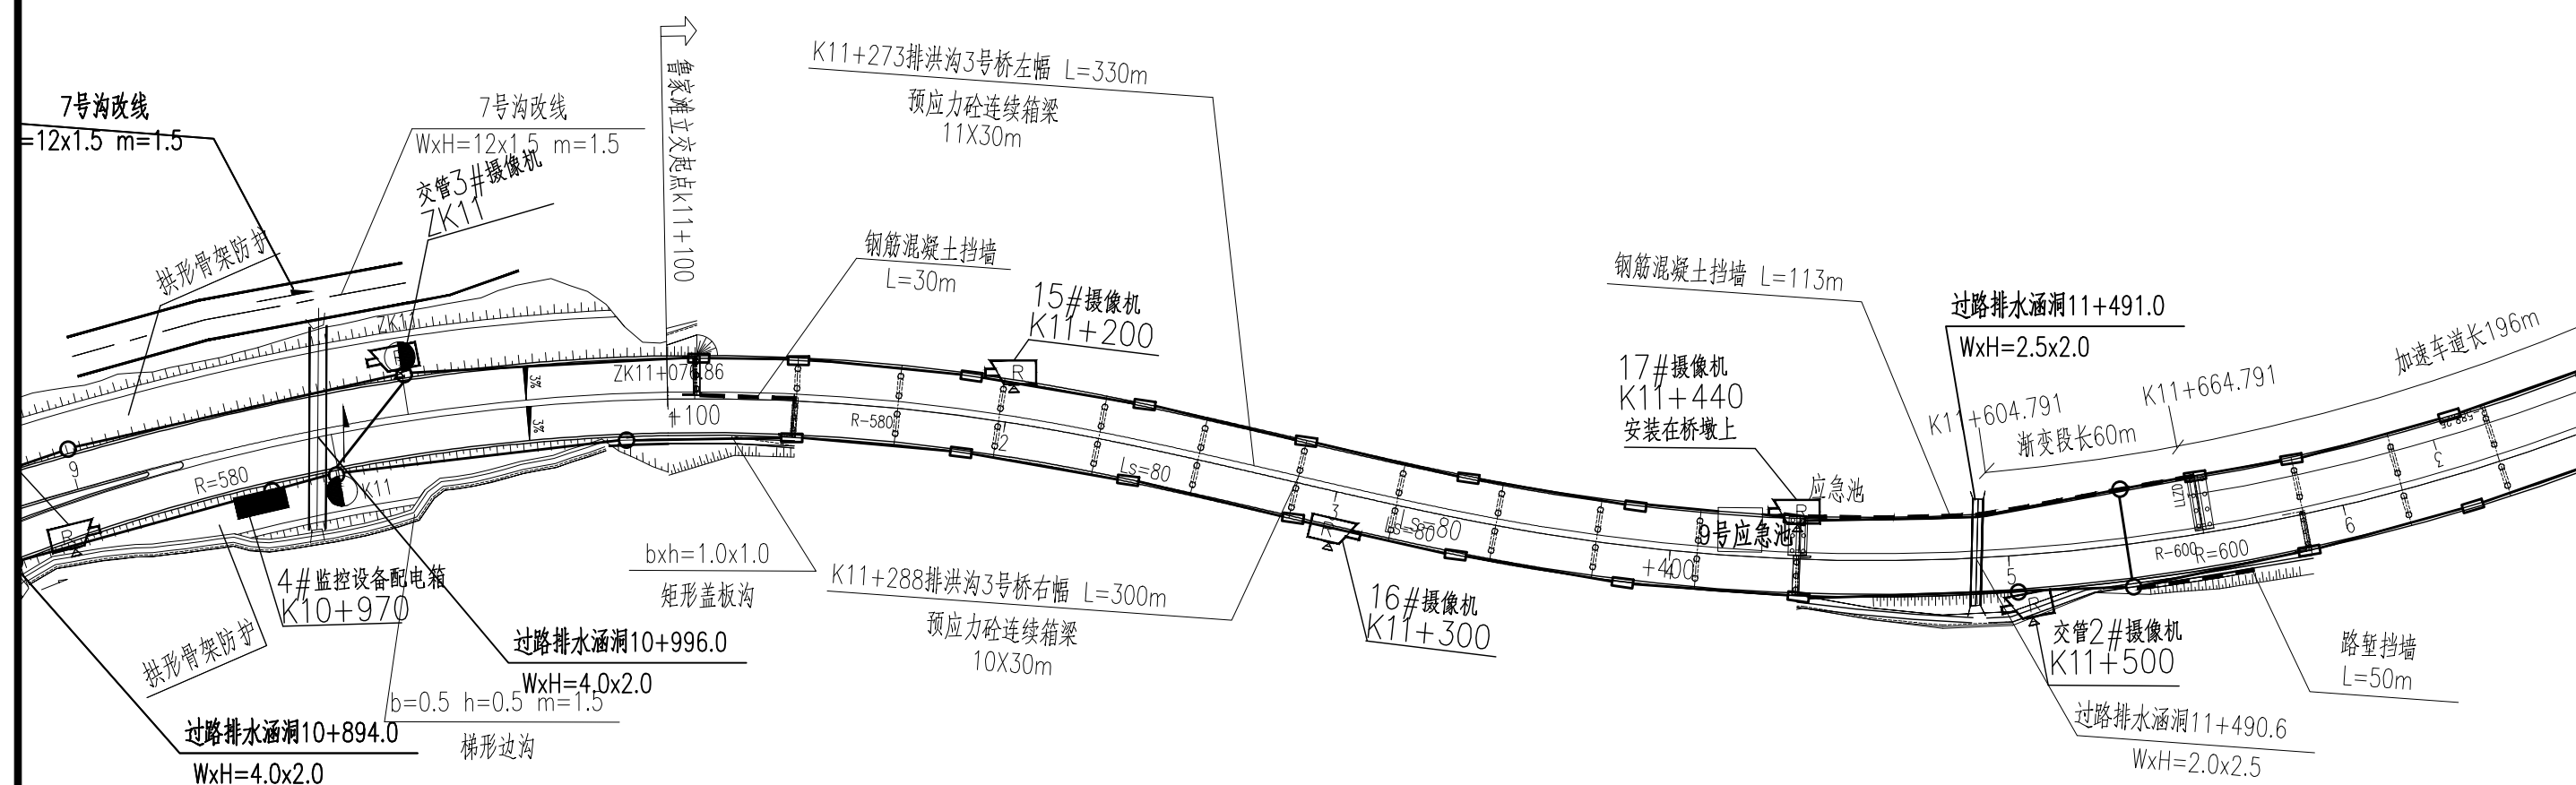 7号沟改线
=12x1.5 m=1.5
7号沟改线
WxH=12x1.5 m=1.5
交管3#摄像机
ZK11
拱形骨架防护
ZK11
鲁家滩立交起点k11+100
K11+273排洪沟3号桥左幅 L=330m
预应力砼连续箱梁
11X30m
钢筋混凝土挡墙
L=30m
15#摄像机
K11+200
钢筋混凝土挡墙 L=113m
过路排水涵洞11+491.0
WxH=2.5x2.0
17#摄像机
K11+440
安装在桥墩上
应急池
9号应急池
K11+604.791
渐变段长60m
K11+664.791
加速车道长196m
ZK11+076.86
3%
3%
+100
1
R-580
2
Ls=80
3
Ls=80
Ls=80
+400
4
5
LLZD
R-600
R=600
6
3
9
R=580
R
R
R
R
R
R
K11
4#监控设备配电箱
K10+970
拱形骨架防护
过路排水涵洞10+996.0
WxH=4.0x2.0
b=0.5 h=0.5 m=1.5
梯形边沟
过路排水涵洞10+894.0
WxH=4.0x2.0
bxh=1.0x1.0
矩形盖板沟
K11+288排洪沟3号桥右幅 L=300m
预应力砼连续箱梁
10X30m
16#摄像机
K11+300
交管2#摄像机
K11+500
过路排水涵洞11+490.6
WxH=2.0x2.5
路堑挡墙
L=50m